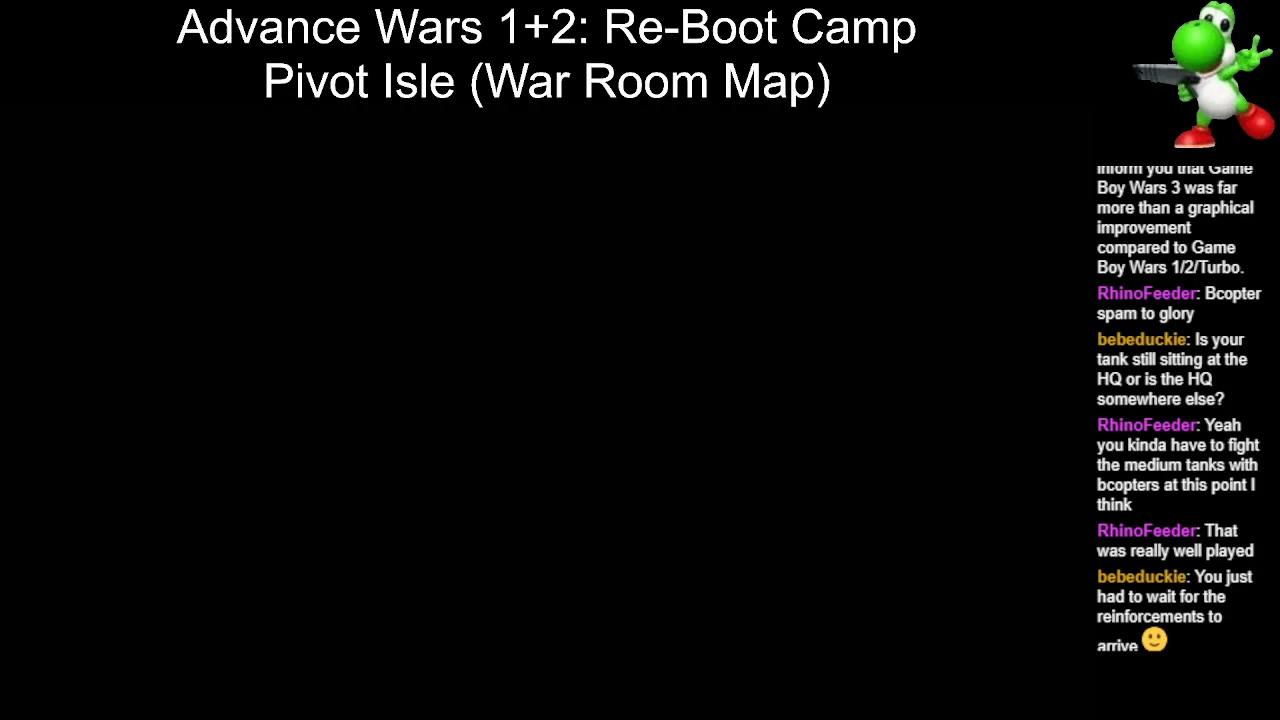 Advance Wars 1+2: Re-Boot Camp
Pivot Isle (War Room Map)
inform you that Game
Boy Wars 3 was far
more than a graphical
improvement
compared to Game
Boy Wars 1/2/Turbo.
RhinoFeeder: Bcopter
spam to glory
bebeduckie: Is your
tank still sitting at the
HQ or is the HQ
somewhere else?
RhinoFeeder: Yeah
you kinda have to fight
the medium tanks with
bcopters at this point I
think
RhinoFeeder: That
was really well played
bebeduckie: You just
had to wait for the
reinforcements to
arrive 🙂